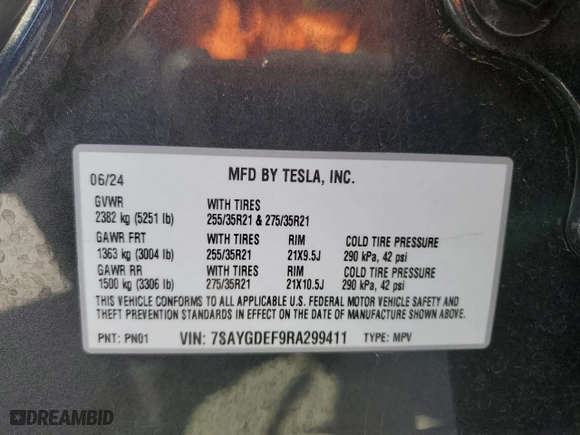 06/24 MFD BY TESLA, INC.
GVWR WITH TIRES
2382 kg (5251 lb) 255/35R21 & 275/35R21
GAWR FRT WITH TIRES RIM COLD TIRE PRESSURE
1363 kg (3004 lb) 255/35R21 21X9.5J 290 kPa, 42 psi
GAWR RR WITH TIRES RIM COLD TIRE PRESSURE
1500 kg (3306 lb) 275/35R21 21X10.5J 290 kPa, 42 psi
THIS VEHICLE CONFORMS TO ALL APPLICABLE U.S. FEDERAL MOTOR VEHICLE SAFETY AND
THEFT PREVENTION STANDARDS IN EFFECT ON THE DATE OF MANUFACTURE SHOWN ABOVE.
PNT: PN01 VIN: 7SAYGDEF9RA299411 TYPE: MPV
DREAMBID